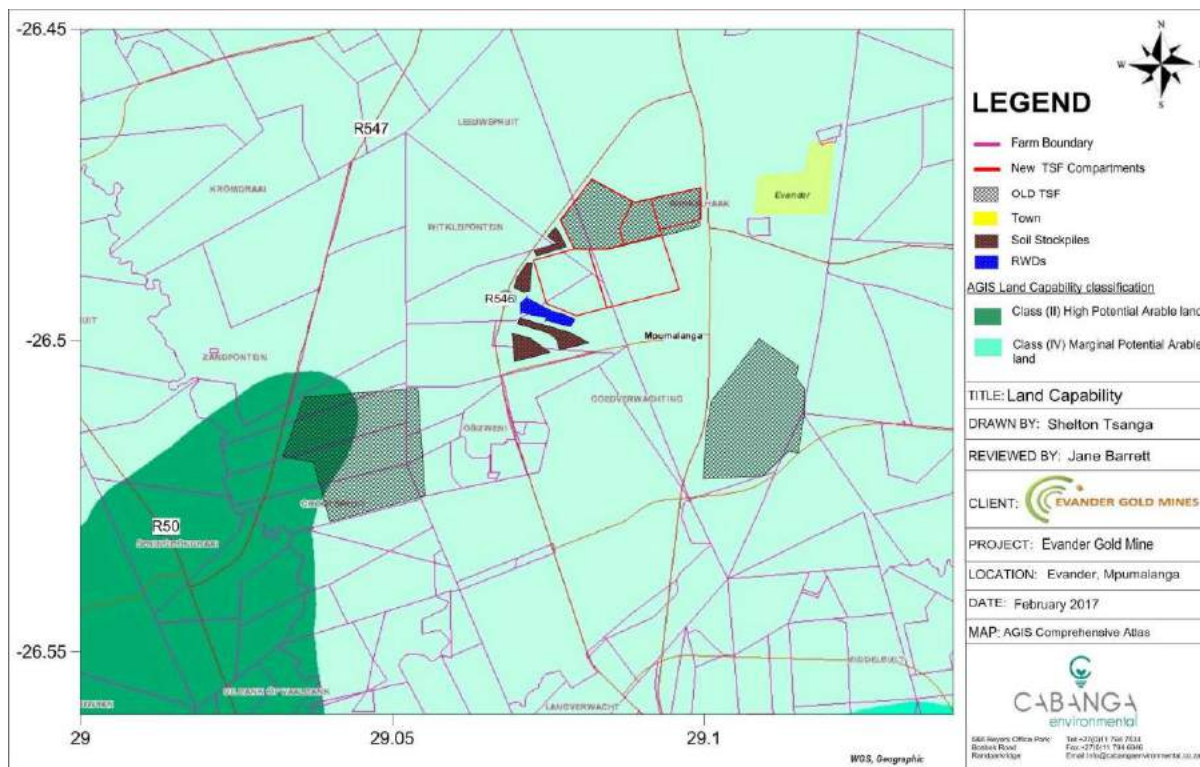 -26.45
-26.5
-26.55
29
29.05
29.1
R547
LEEUWSPRUIT
KROMDRAAI
WITKLEIFONTEIN
Evander
R546
Mpumalanga
ZANDFONTEIN
GOEDVERWACHTING
R50
MIDDELBULT
LANGVERWACHT
WGS, Geographic
N
W
S
LEGEND
Farm Boundary
New TSF Compartments
OLD TSF
Town
Soil Stockpiles
RWDs
AGIS Land Capability classification
Class (II) High Potential Arable land
Class (IV) Marginal Potential Arable
land
TITLE: Land Capability
DRAWN BY: Shelton Tsanga
REVIEWED BY: Jane Barrett
CLIENT:
EVANDER GOLD MINES
PROJECT: Evander Gold Mine
LOCATION: Evander, Mpumalanga
DATE: February 2017
MAP: AGIS Comprehensive Atlas
CABANGA
environmental